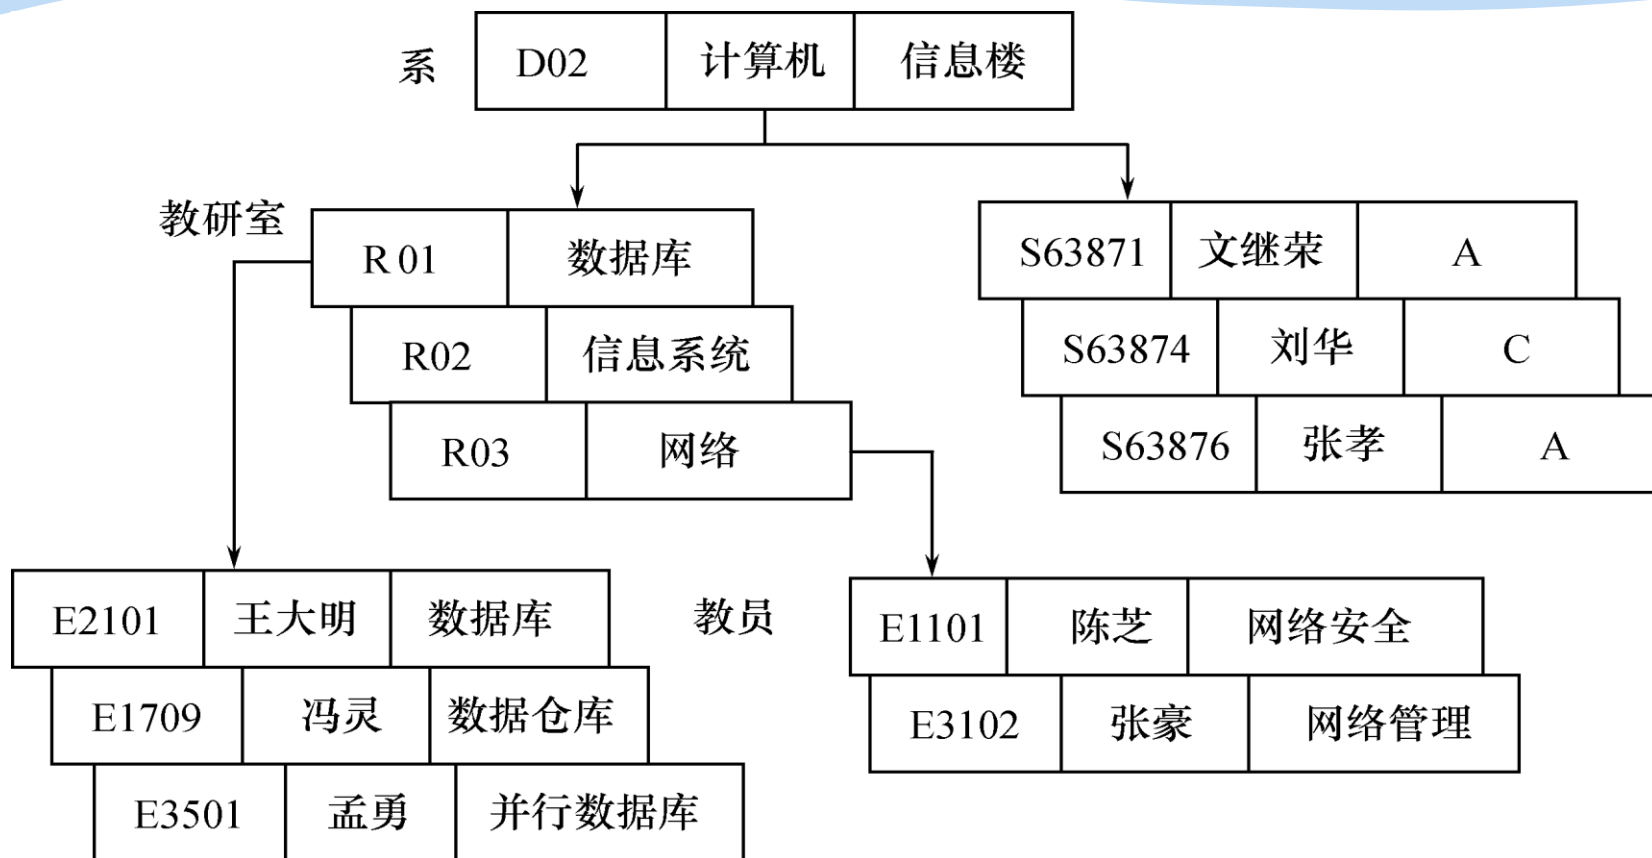 系 D02 计算机 信息楼
教研室
R 01 数据库
R02 信息系统
R03 网络
S63871 文继荣 A
S63874 刘华 C
S63876 张孝 A
E2101 王大明 数据库
E1709 冯灵 数据仓库
E3501 孟勇 并行数据库
教员
E1101 陈芝 网络安全
E3102 张豪 网络管理